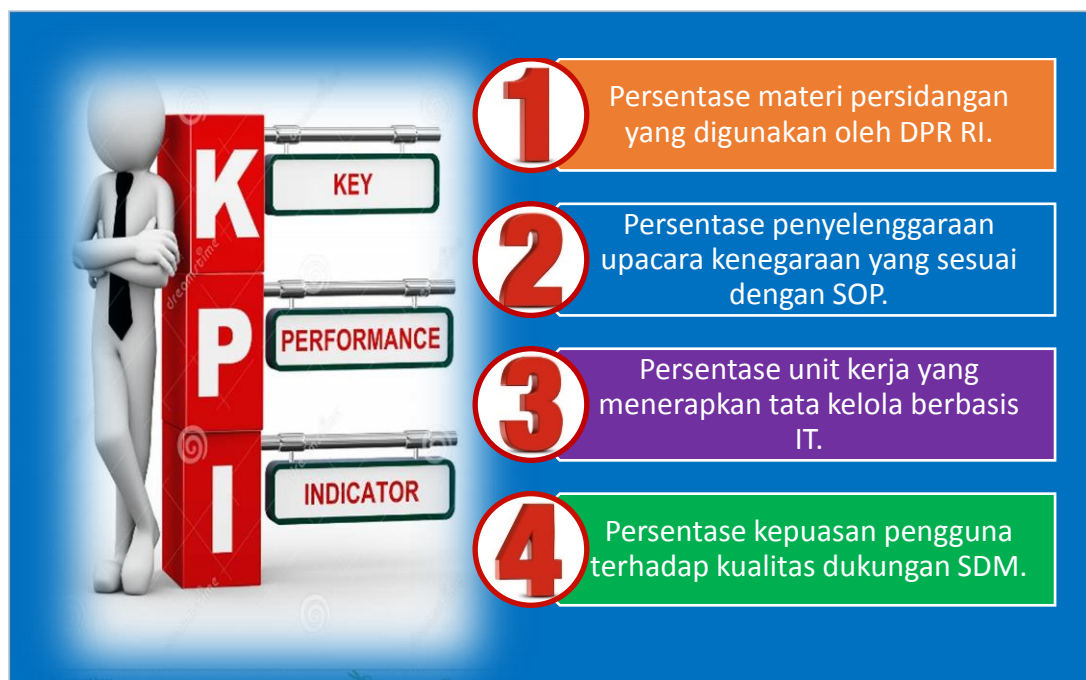 K
P
I
KEY
PERFORMANCE
INDICATOR
dreamstime
1
Persentase materi persidangan
yang digunakan oleh DPR RI.
2
Persentase penyelenggaraan
upacara kenegaraan yang sesuai
dengan SOP.
3
Persentase unit kerja yang
menerapkan tata kelola berbasis
IT.
4
Persentase kepuasan pengguna
terhadap kualitas dukungan SDM.